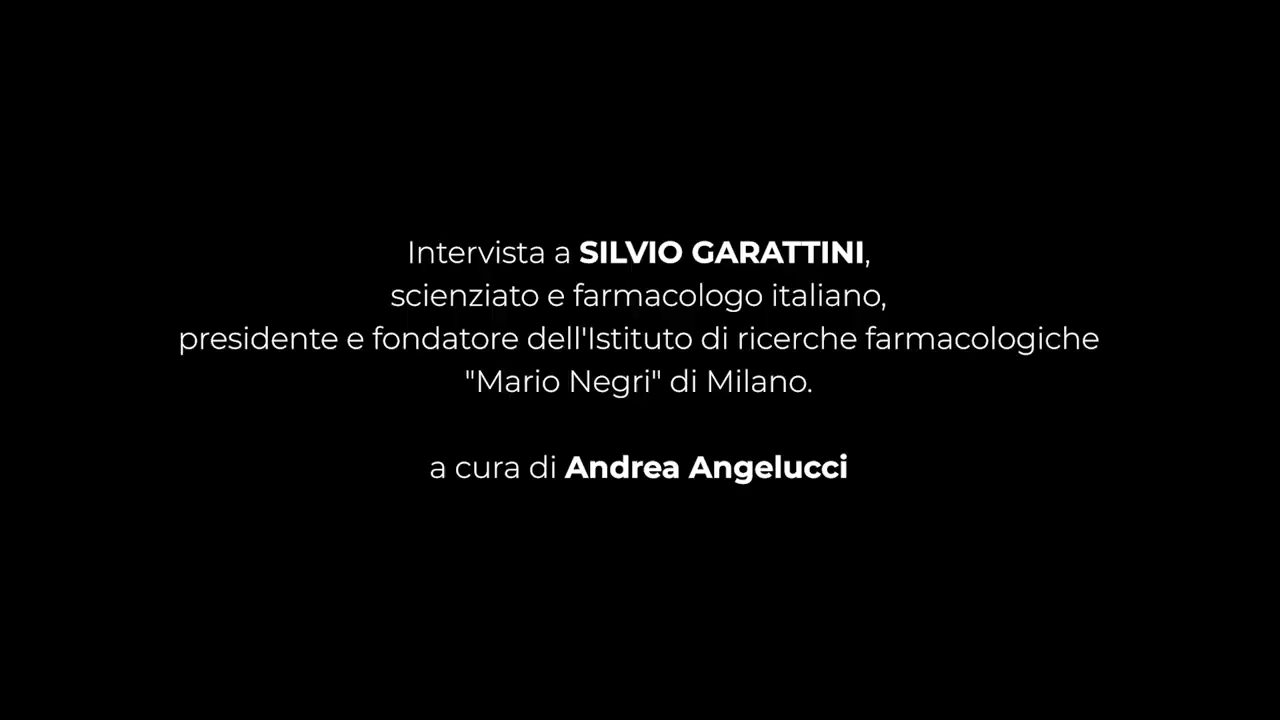 Intervista a SILVIO GARATTINI,
scienziato e farmacologo italiano,
presidente e fondatore dell'Istituto di ricerche farmacologiche
"Mario Negri" di Milano.
a cura di Andrea Angelucci